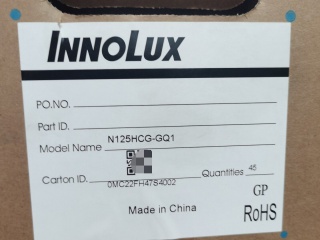 INNOLUX
PO.NO.
Part ID.
Model Name N125HCG-GQ1
Carton ID. 0MC22FH47S4002 Quantities 45
GP
Made in China RoHS